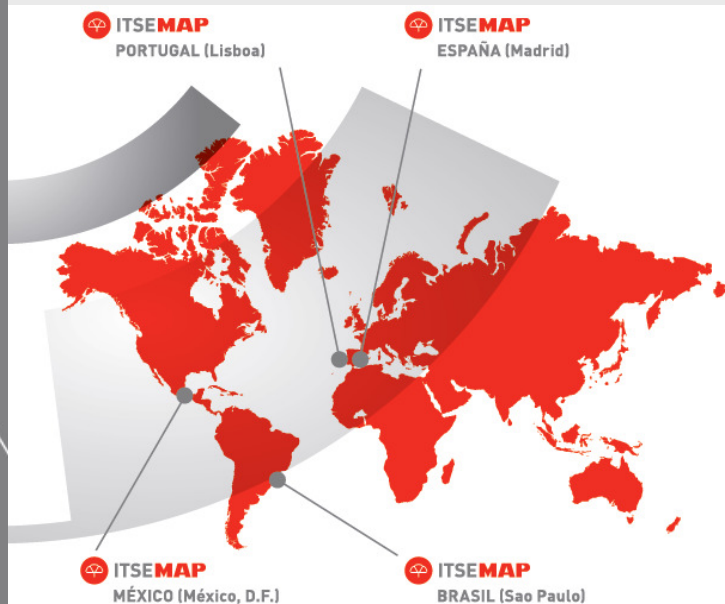 ITSEMAP
PORTUGAL (Lisboa)
ITSEMAP
ESPAÑA (Madrid)
ITSEMAP
MÉXICO (México, D.F.)
ITSEMAP
BRASIL (Sao Paulo)